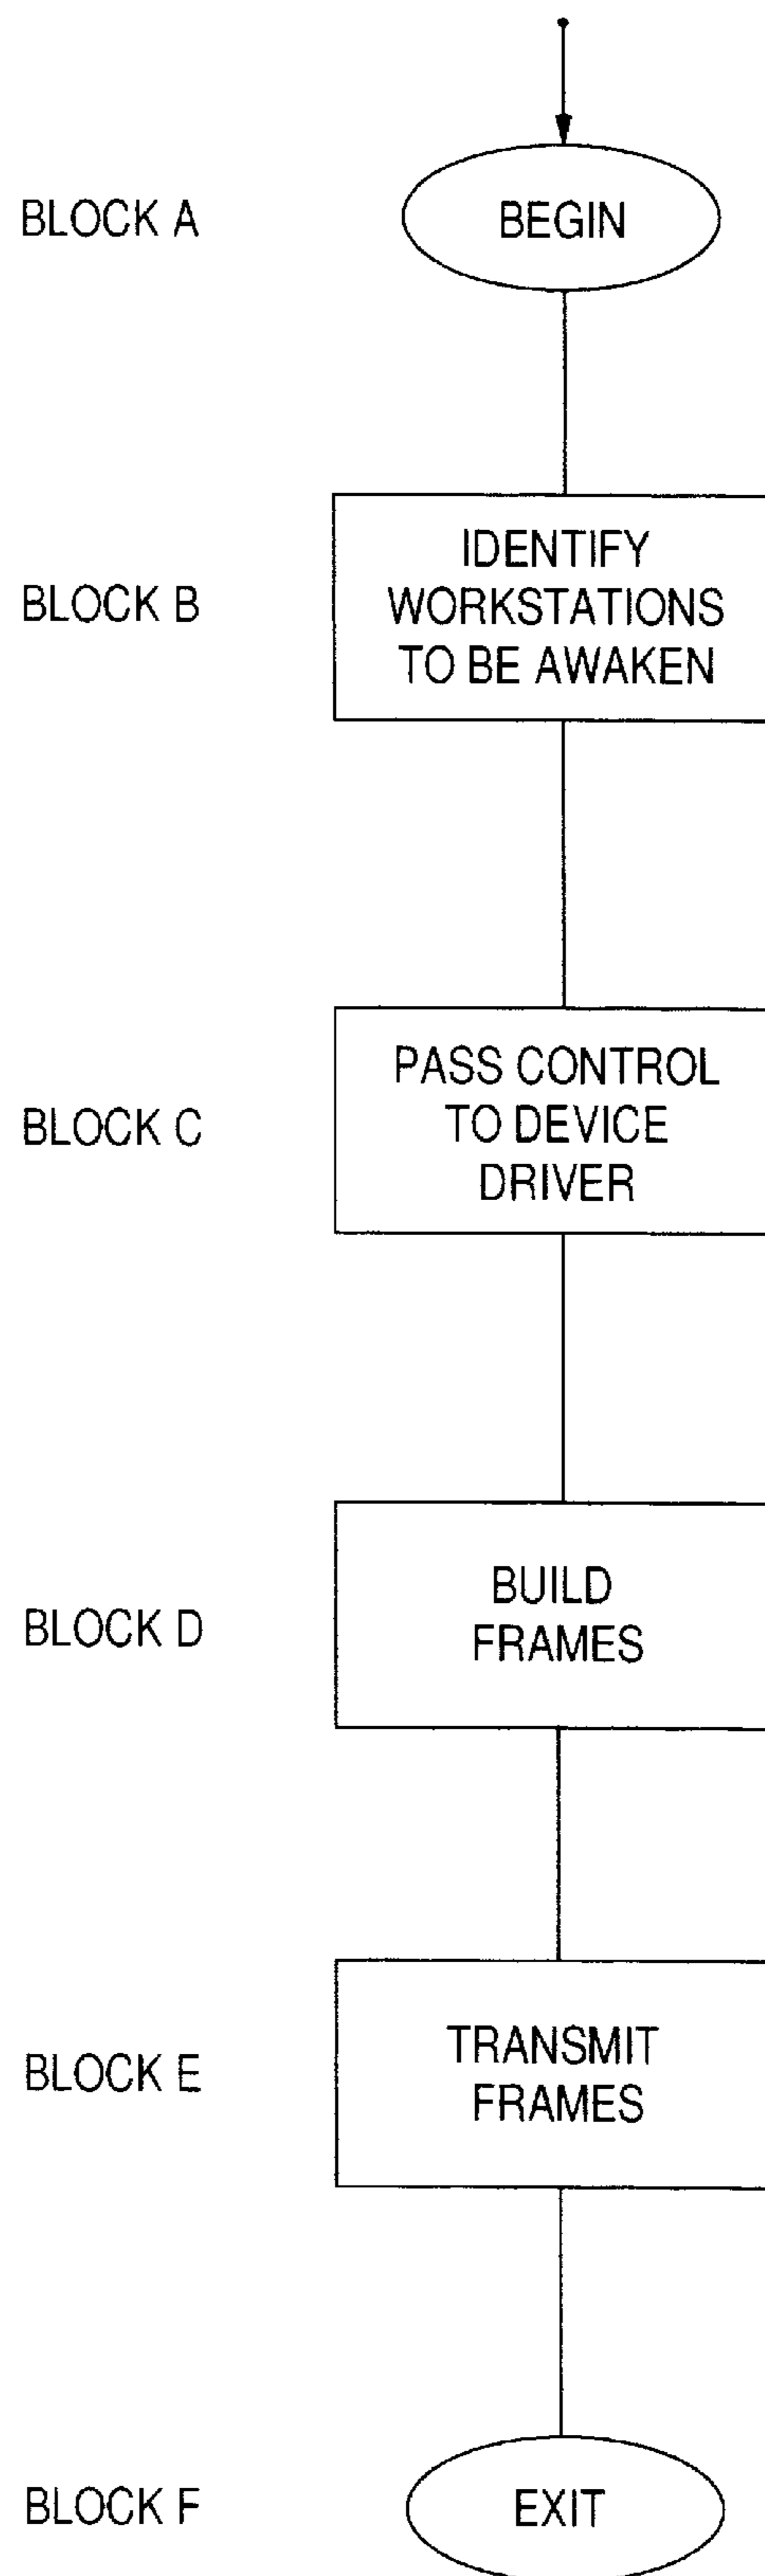 BLOCK A
BEGIN
BLOCK B
IDENTIFY
WORKSTATIONS
TO BE AWAKEN
BLOCK C
PASS CONTROL
TO DEVICE
DRIVER
BLOCK D
BUILD
FRAMES
BLOCK E
TRANSMIT
FRAMES
BLOCK F
EXIT